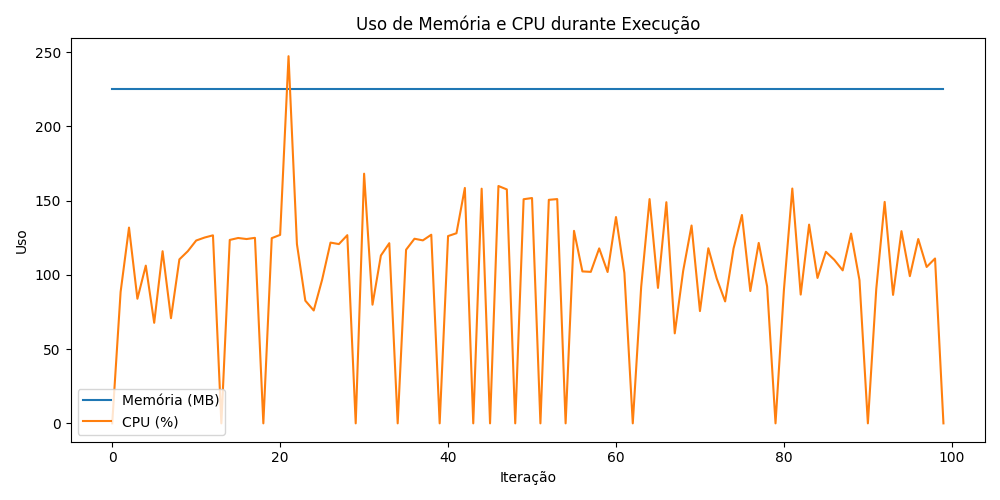 Uso de Memória e CPU durante Execução
Uso
250
200
150
100
50
0
Memória (MB)
CPU (%)
0 20 40 60 80 100
Iteração